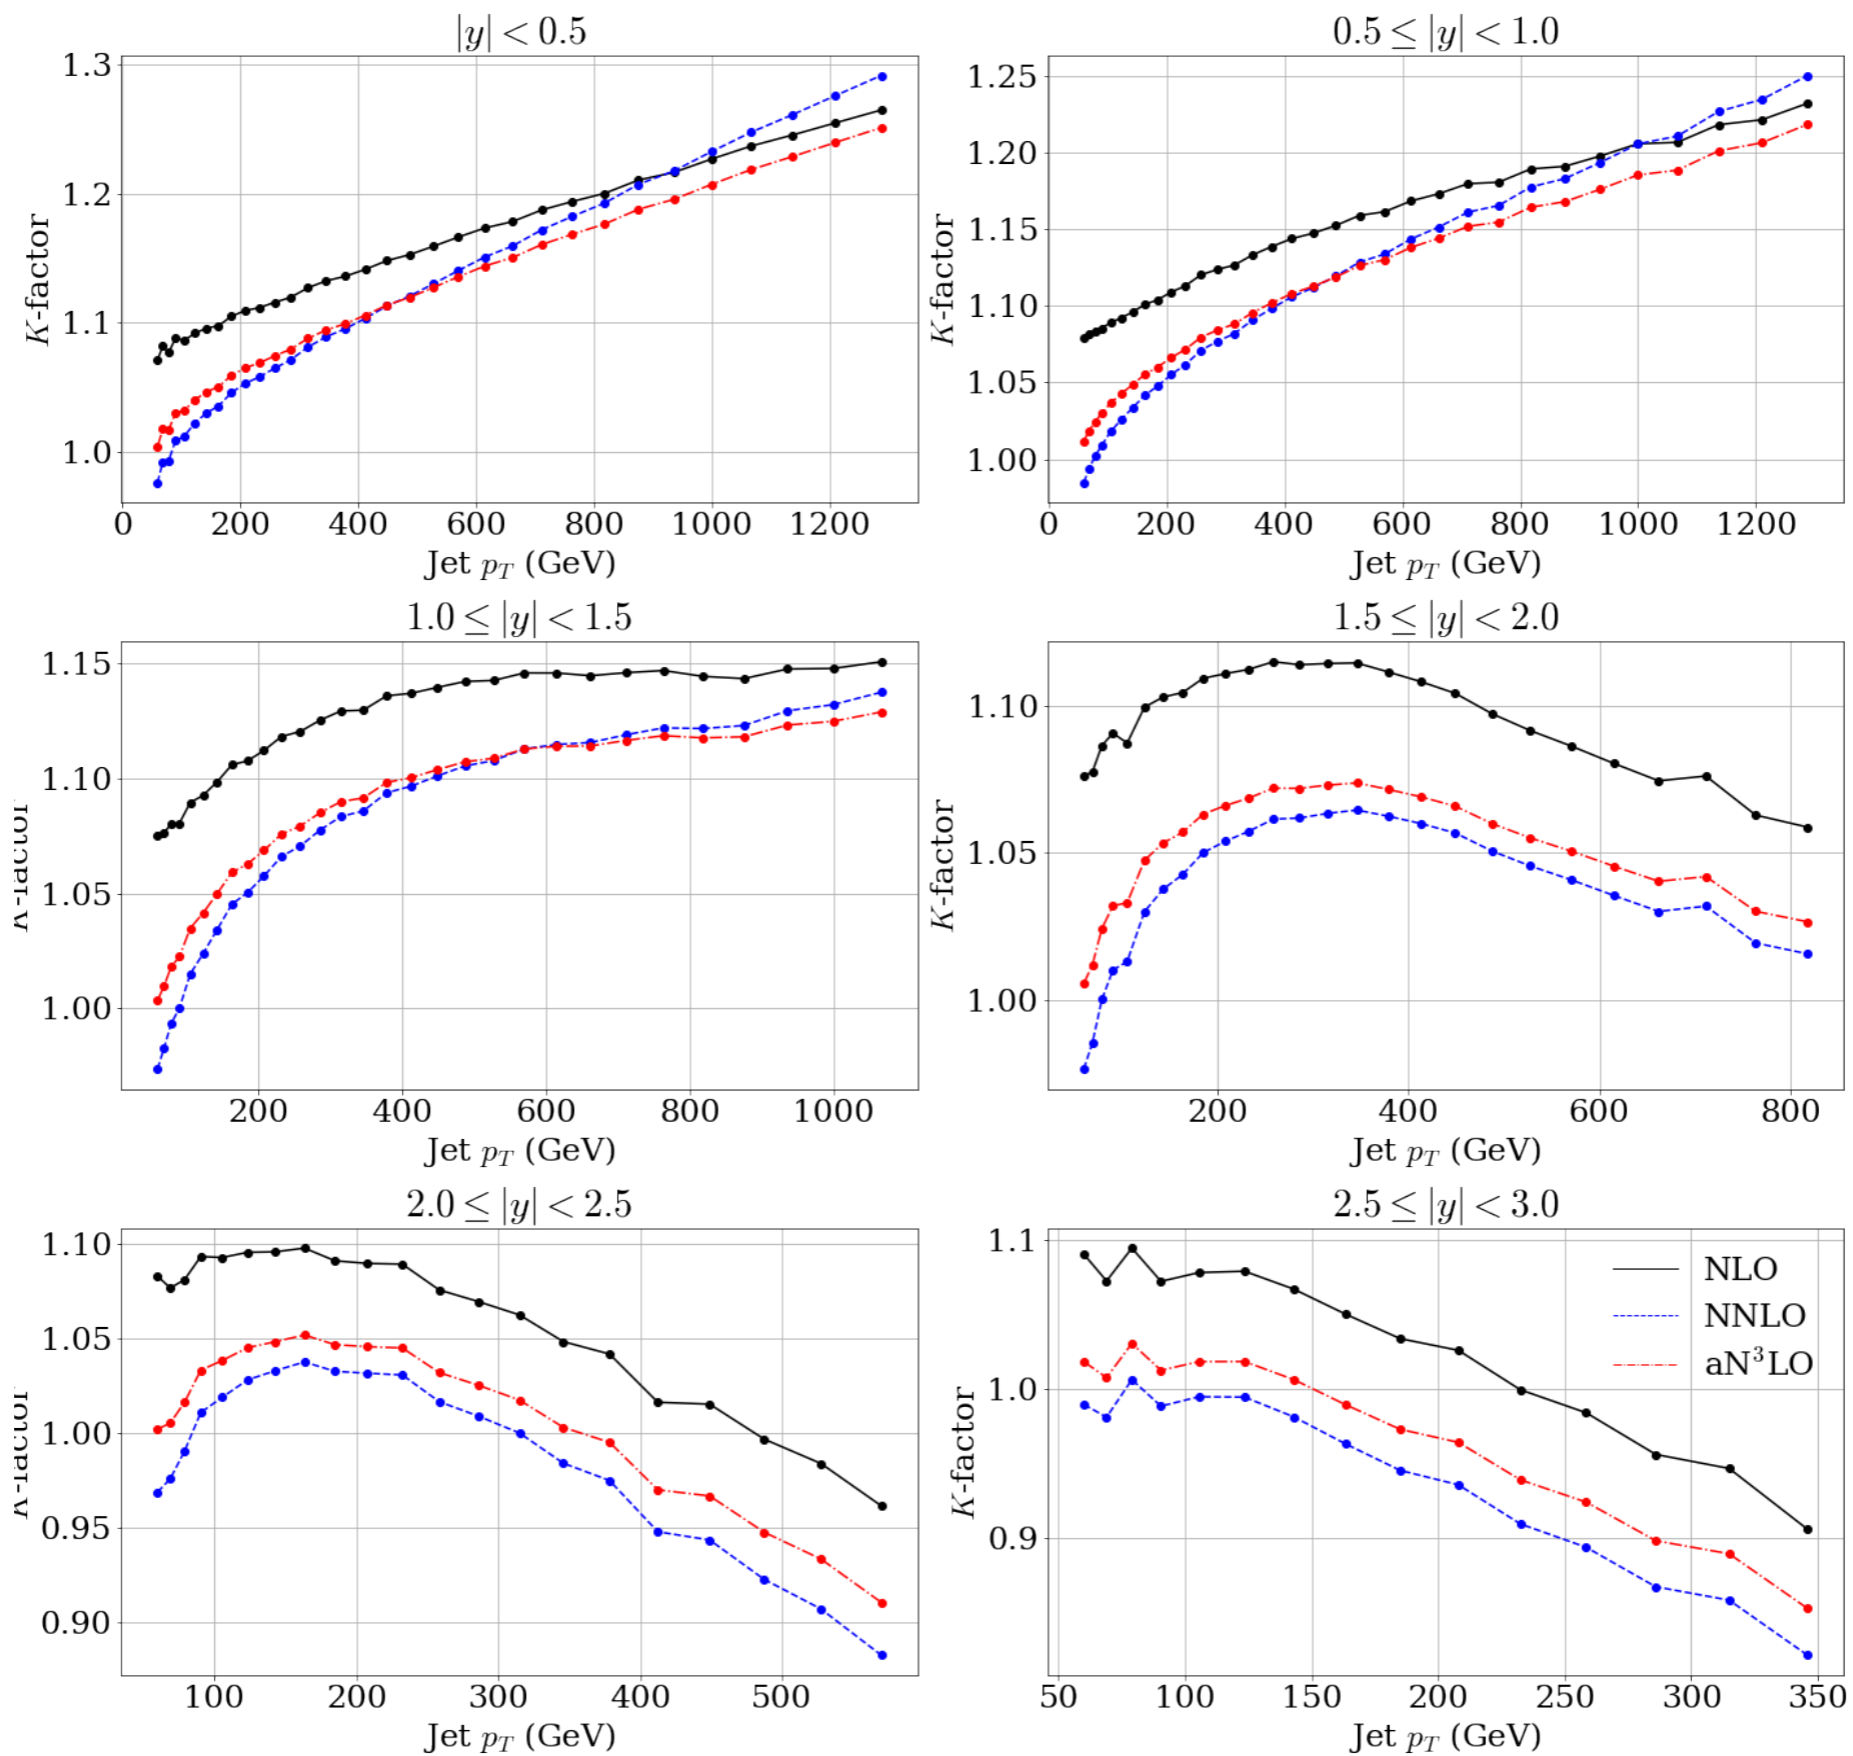 |y| < 0.5
1.3
1.2
1.1
1.0
K-factor
0 200 400 600 800 1000 1200
Jet p_T (GeV)
0.5 ≤ |y| < 1.0
1.25
1.20
1.15
1.10
1.05
1.00
K-factor
0 200 400 600 800 1000 1200
Jet p_T (GeV)
1.0 ≤ |y| < 1.5
1.15
1.10
1.05
1.00
K-factor
200 400 600 800 1000
Jet p_T (GeV)
1.5 ≤ |y| < 2.0
1.10
1.05
1.00
K-factor
200 400 600 800
Jet p_T (GeV)
2.0 ≤ |y| < 2.5
1.10
1.05
1.00
0.95
0.90
K-factor
100 200 300 400 500
Jet p_T (GeV)
2.5 ≤ |y| < 3.0
1.1
1.0
0.9
K-factor
NLO
NNLO
aN³LO
50 100 150 200 250 300 350
Jet p_T (GeV)